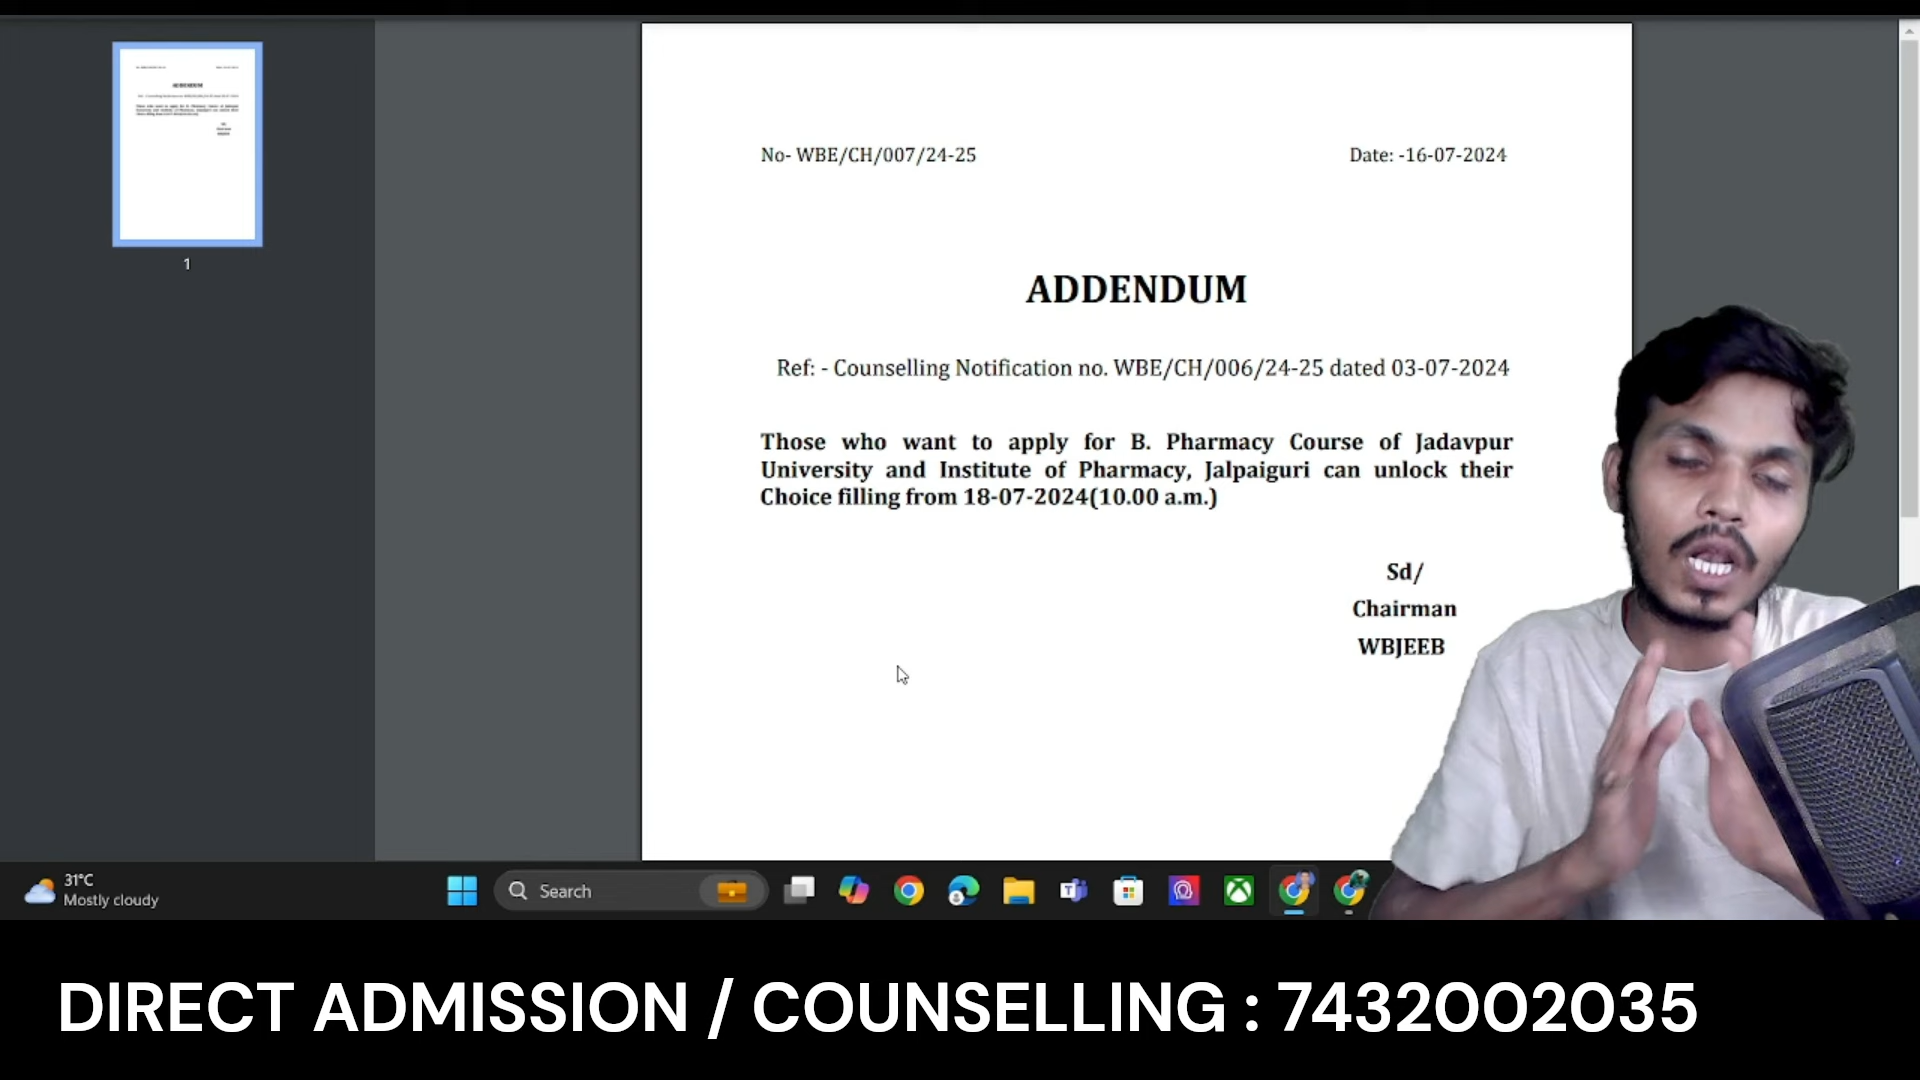 No- WBE/CH/007/24-25
Date: -16-07-2024
ADDENDUM
Ref: - Counselling Notification no. WBE/CH/006/24-25 dated 03-07-2024
Those who want to apply for B. Pharmacy Course of Jadavpur
University and Institute of Pharmacy, Jalpaiguri can unlock their
Choice filling from 18-07-2024(10.00 a.m.)
Sd/
Chairman
WBJEEB
1
31°C
Mostly cloudy
Search
DIRECT ADMISSION / COUNSELLING : 7432002035